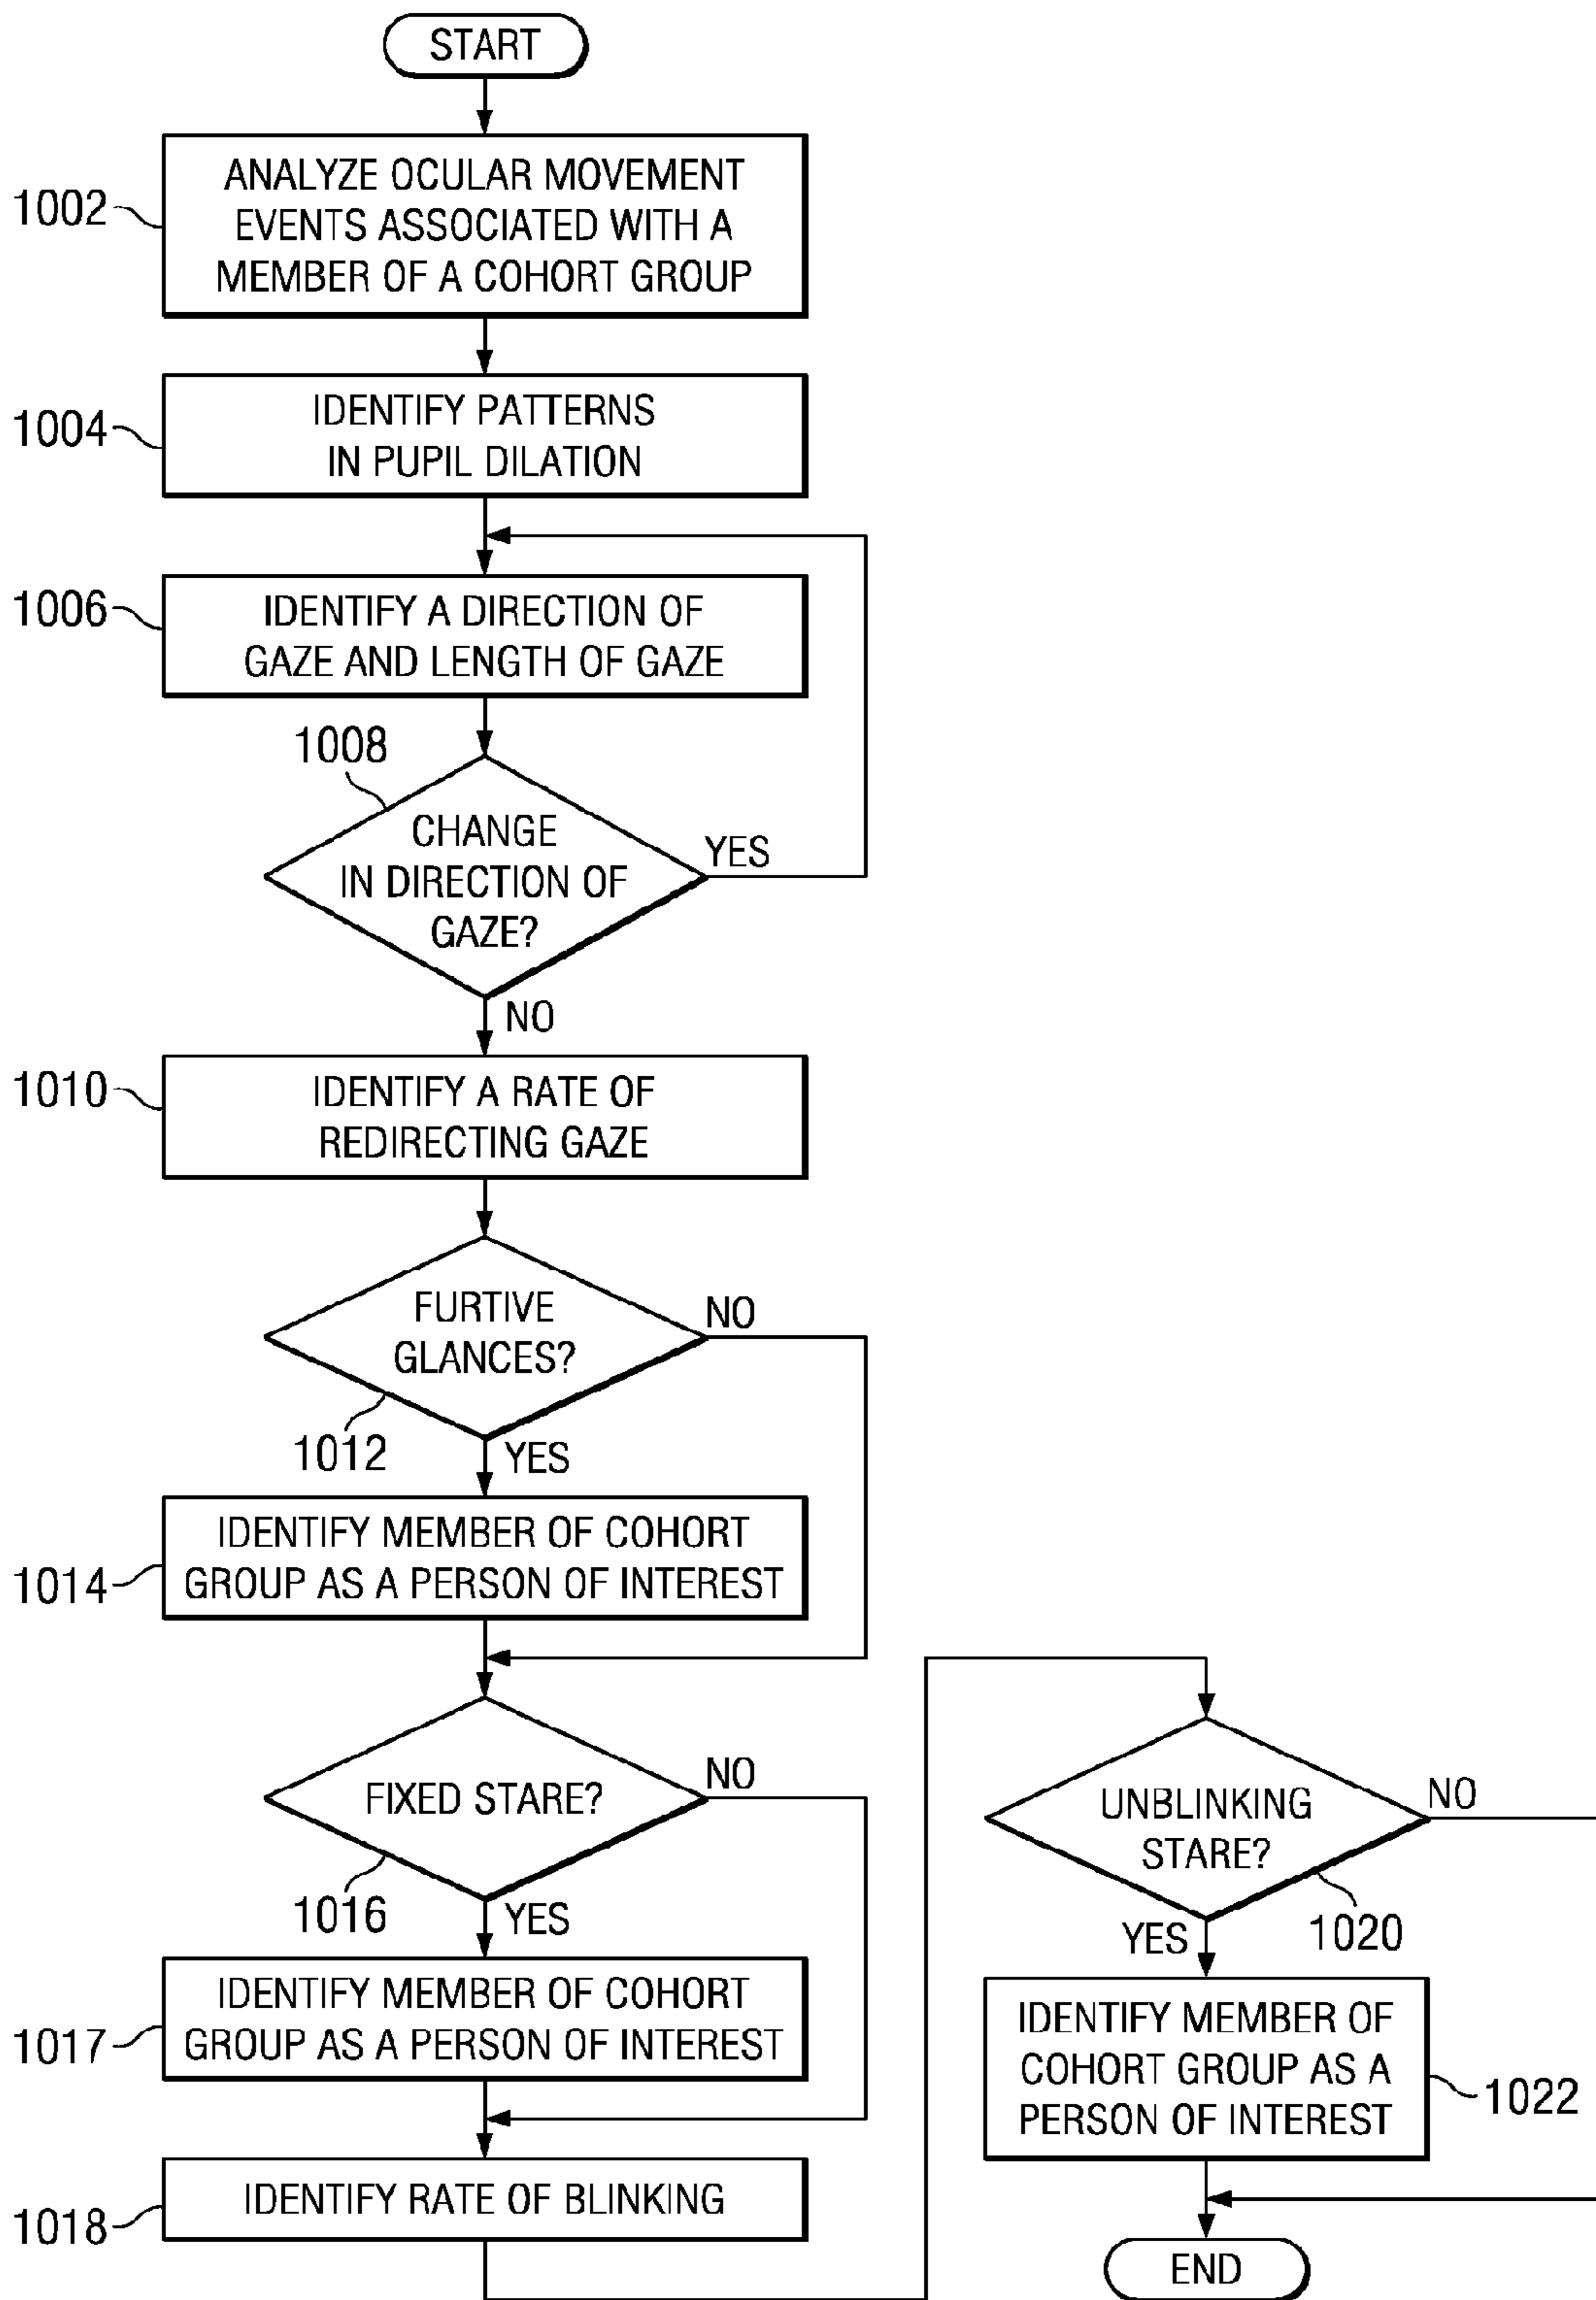 START
1002
ANALYZE OCULAR MOVEMENT
EVENTS ASSOCIATED WITH A
MEMBER OF A COHORT GROUP
1004
IDENTIFY PATTERNS
IN PUPIL DILATION
1006
IDENTIFY A DIRECTION OF
GAZE AND LENGTH OF GAZE
1008
CHANGE
IN DIRECTION OF
GAZE?
YES
NO
1010
IDENTIFY A RATE OF
REDIRECTING GAZE
FURTIVE
GLANCES?
NO
1012
YES
1014
IDENTIFY MEMBER OF COHORT
GROUP AS A PERSON OF INTEREST
FIXED STARE?
NO
1016
YES
1017
IDENTIFY MEMBER OF COHORT
GROUP AS A PERSON OF INTEREST
1018
IDENTIFY RATE OF BLINKING
UNBLINKING
STARE?
NO
1020
YES
IDENTIFY MEMBER OF
COHORT GROUP AS A
PERSON OF INTEREST
1022
END